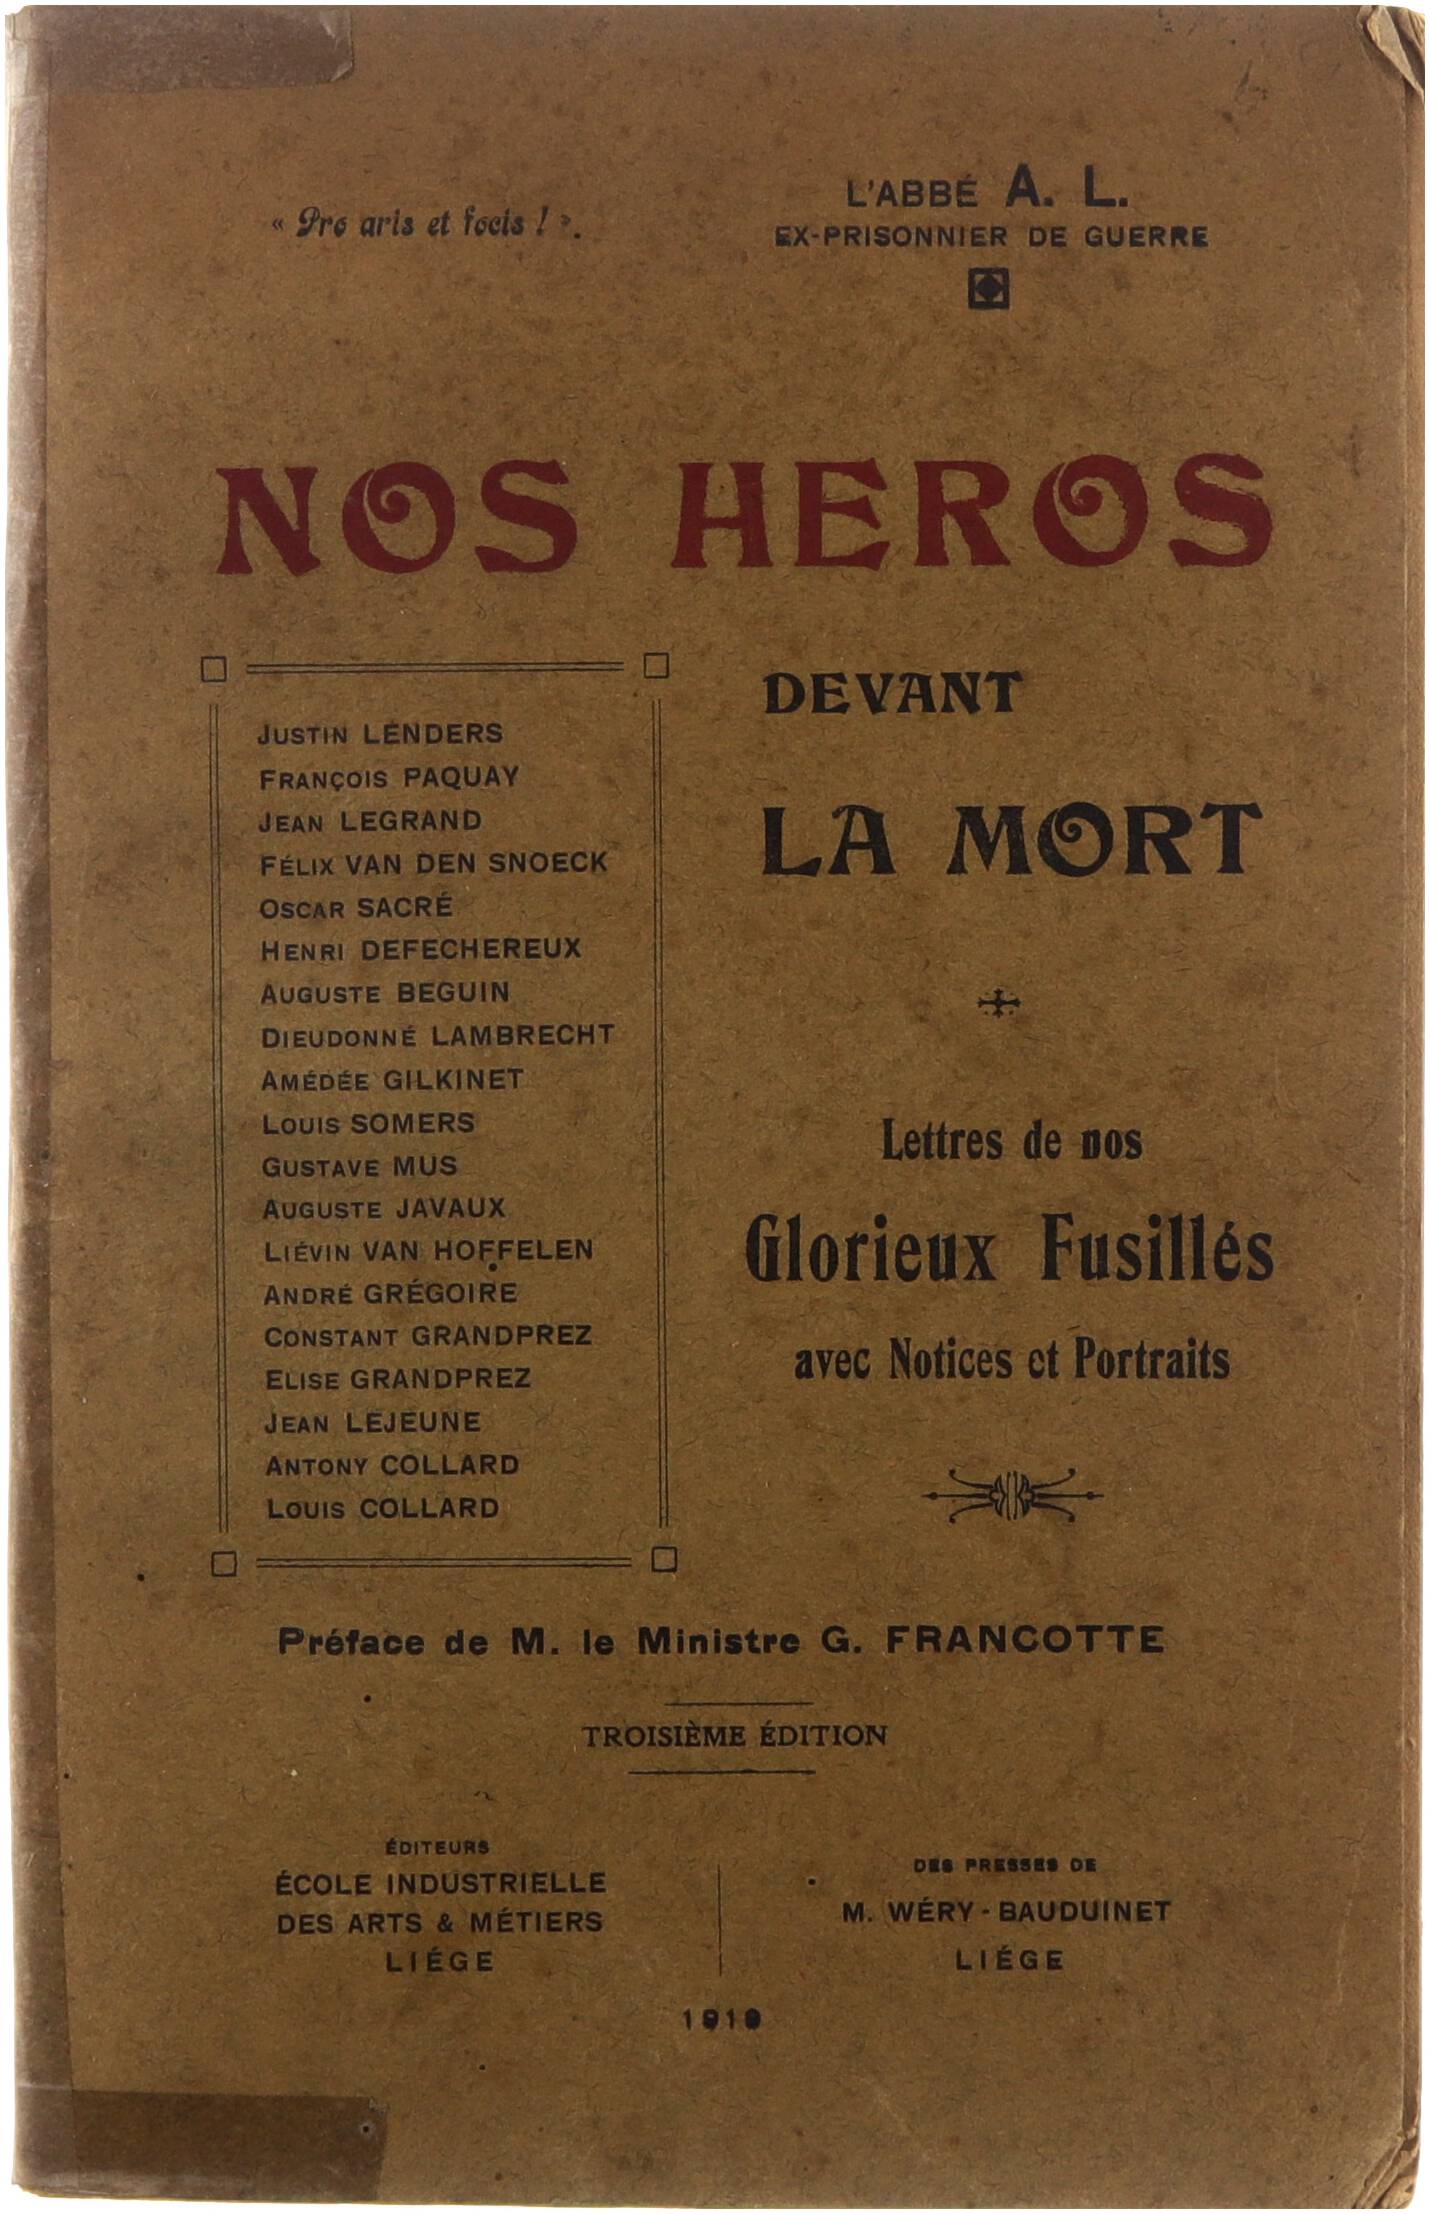 « Pro aris et focis ! ».
L'ABBÉ A. L.
EX-PRISONNIER DE GUERRE
NOS HEROS
DEVANT
LA MORT
JUSTIN LENDERS
FRANÇOIS PAQUAY
JEAN LEGRAND
FÉLIX VAN DEN SNOECK
OSCAR SACRÉ
HENRI DEFECHEREUX
AUGUSTE BEGUIN
DIEUDONNÉ LAMBRECHT
AMÉDÉE GILKINET
LOUIS SOMERS
GUSTAVE MUS
AUGUSTE JAVAUX
LIÉVIN VAN HOFFELEN
ANDRÉ GRÉGOIRE
CONSTANT GRANDPREZ
ELISE GRANDPREZ
JEAN LEJEUNE
ANTONY COLLARD
LOUIS COLLARD
Lettres de nos
Glorieux Fusillés
avec Notices et Portraits
Préface de M. le Ministre G. FRANCOTTE
TROISIÈME ÉDITION
ÉDITEURS
ÉCOLE INDUSTRIELLE
DES ARTS & MÉTIERS
LIÉGE
DES PRESSES DE
M. WÉRY - BAUDUINET
LIÉGE
1919